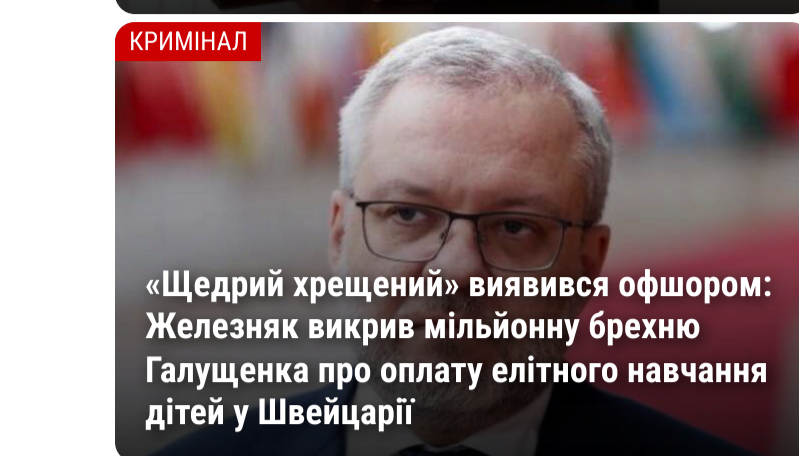 КРИМІНАЛ
«Щедрий хрещений» виявився офшором:
Железняк викрив мільйонну брехню
Галущенка про оплату елітного навчання
дітей у Швейцарії